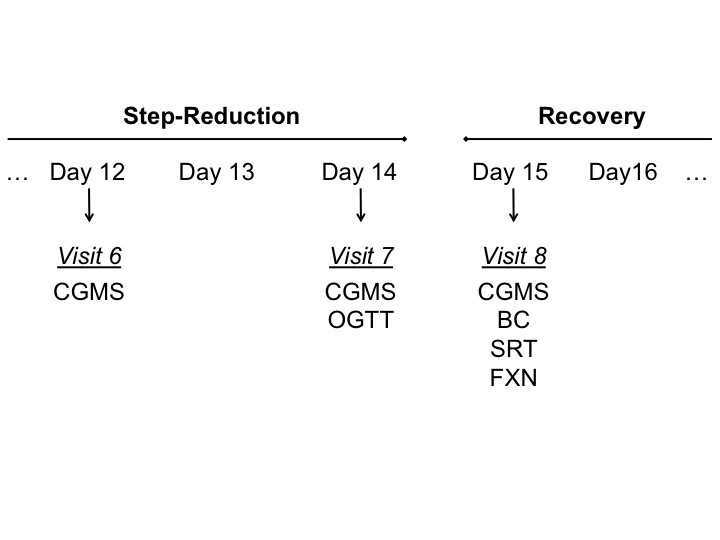 Step-Reduction Recovery
… Day 12 Day 13 Day 14 Day 15 Day16 …
Visit 6 Visit 7 Visit 8
CGMS CGMS CGMS
OGTT BC
SRT
FXN